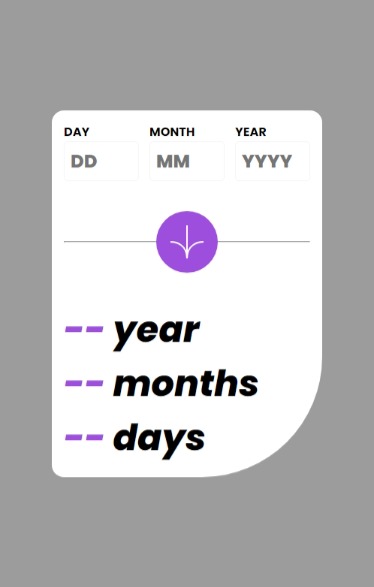 DAY MONTH YEAR
DD MM YYYY
-- year
-- months
-- days